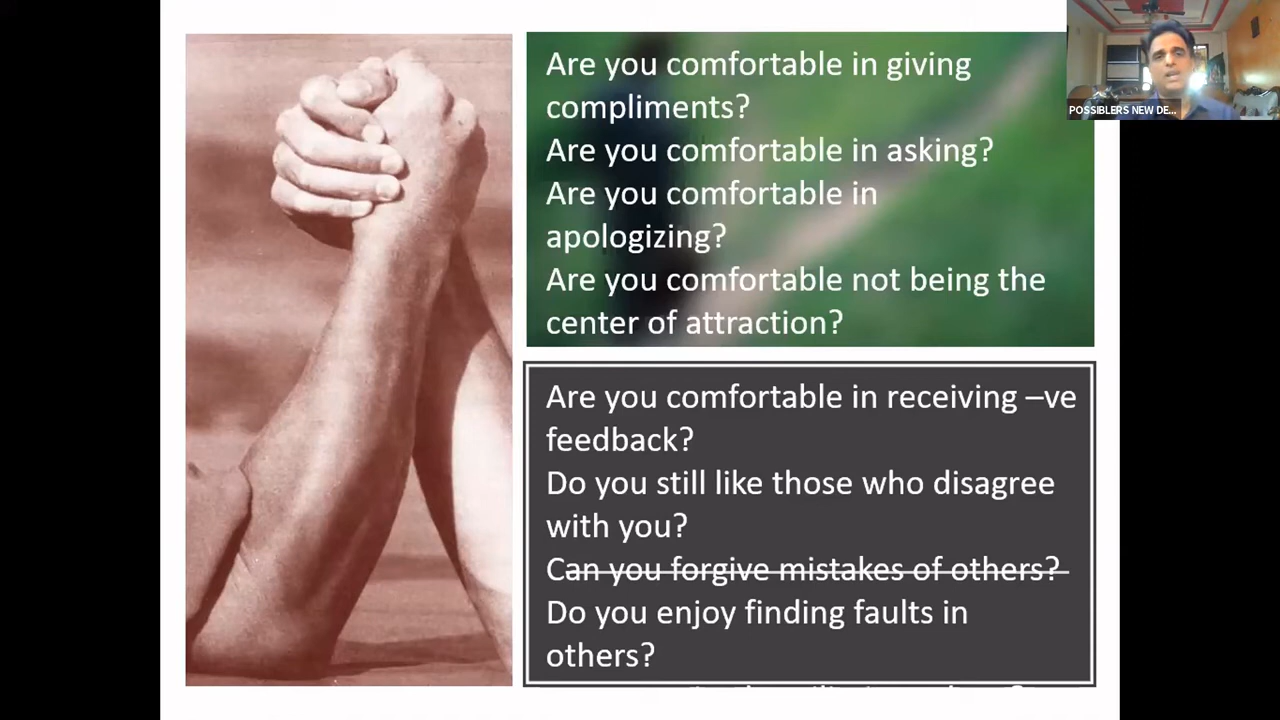 Are you comfortable in giving
compliments?
Are you comfortable in asking?
Are you comfortable in
apologizing?
Are you comfortable not being the
center of attraction?
POSSIBLERS NEW DE...
Are you comfortable in receiving –ve
feedback?
Do you still like those who disagree
with you?
Can you forgive mistakes of others?
Do you enjoy finding faults in
others?